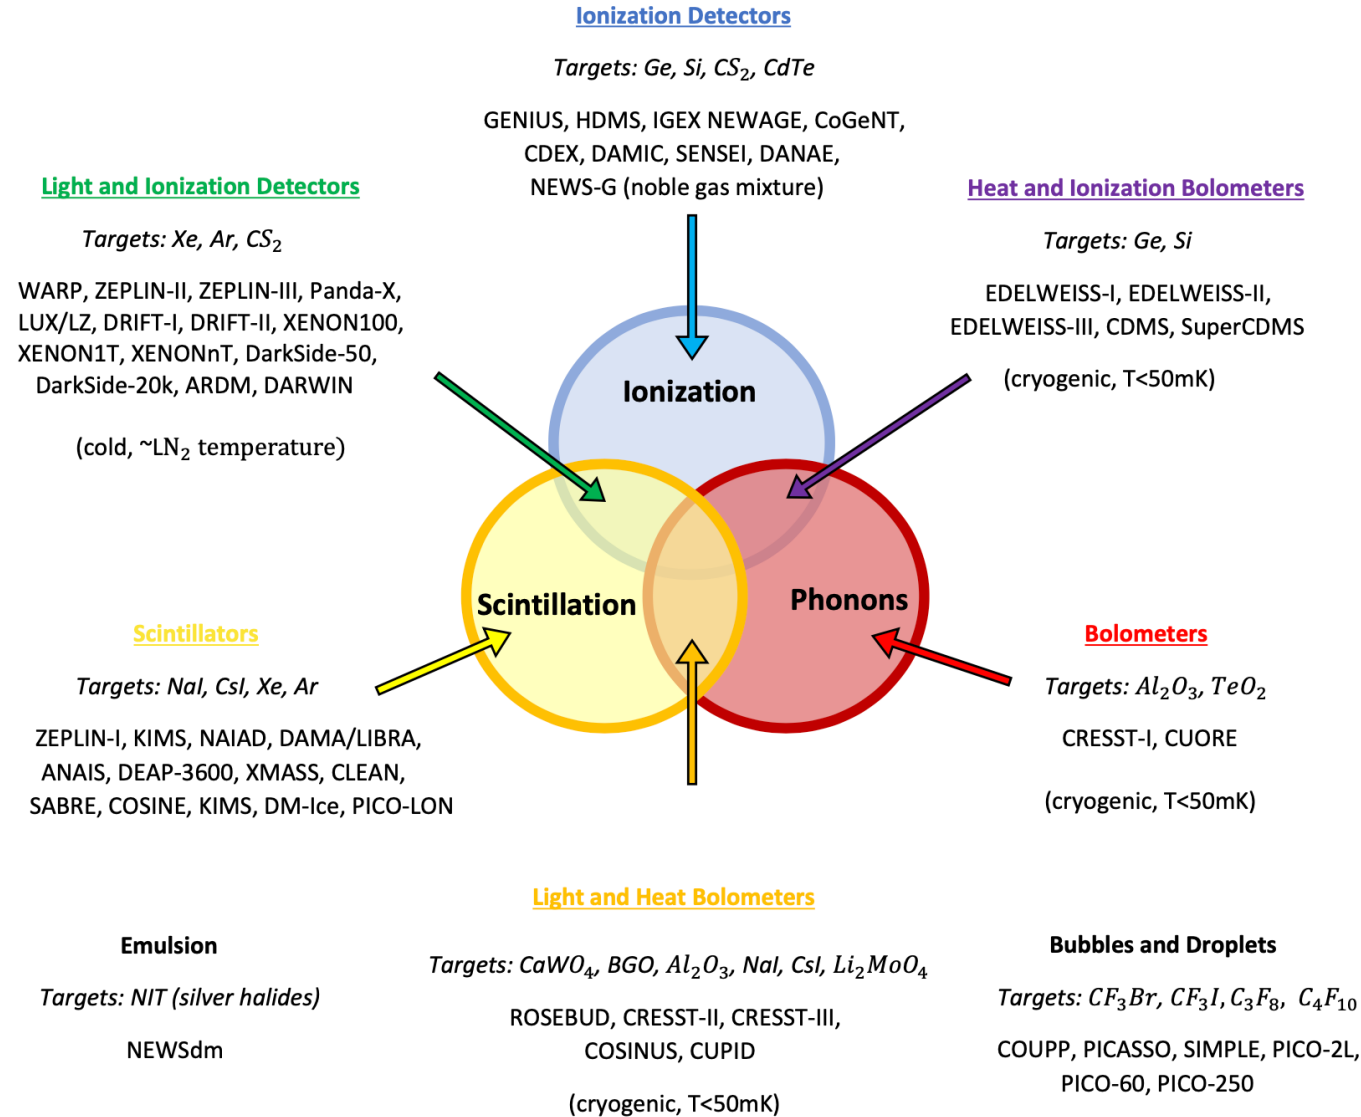 Ionization Detectors
Targets: Ge, Si, CS₂, CdTe
GENIUS, HDMS, IGEX NEWAGE, CoGeNT,
CDEX, DAMIC, SENSEI, DANAE,
NEWS-G (noble gas mixture)
Light and Ionization Detectors
Targets: Xe, Ar, CS₂
WARP, ZEPLIN-II, ZEPLIN-III, Panda-X,
LUX/LZ, DRIFT-I, DRIFT-II, XENON100,
XENON1T, XENONnT, DarkSide-50,
DarkSide-20k, ARDM, DARWIN
(cold, ~LN₂ temperature)
Heat and Ionization Bolometers
Targets: Ge, Si
EDELWEISS-I, EDELWEISS-II,
EDELWEISS-III, CDMS, SuperCDMS
(cryogenic, T<50mK)
Ionization
Scintillation
Phonons
Scintillators
Targets: NaI, CsI, Xe, Ar
ZEPLIN-I, KIMS, NAIAD, DAMA/LIBRA,
ANAIS, DEAP-3600, XMASS, CLEAN,
SABRE, COSINE, KIMS, DM-Ice, PICO-LON
Bolometers
Targets: Al₂O₃, TeO₂
CRESST-I, CUORE
(cryogenic, T<50mK)
Emulsion
Targets: NIT (silver halides)
NEWSdm
Light and Heat Bolometers
Targets: CaWO₄, BGO, Al₂O₃, NaI, CsI, Li₂MoO₄
ROSEBUD, CRESST-II, CRESST-III,
COSINUS, CUPID
(cryogenic, T<50mK)
Bubbles and Droplets
Targets: CF₃Br, CF₃I, C₃F₈, C₄F₁₀
COUPP, PICASSO, SIMPLE, PICO-2L,
PICO-60, PICO-250